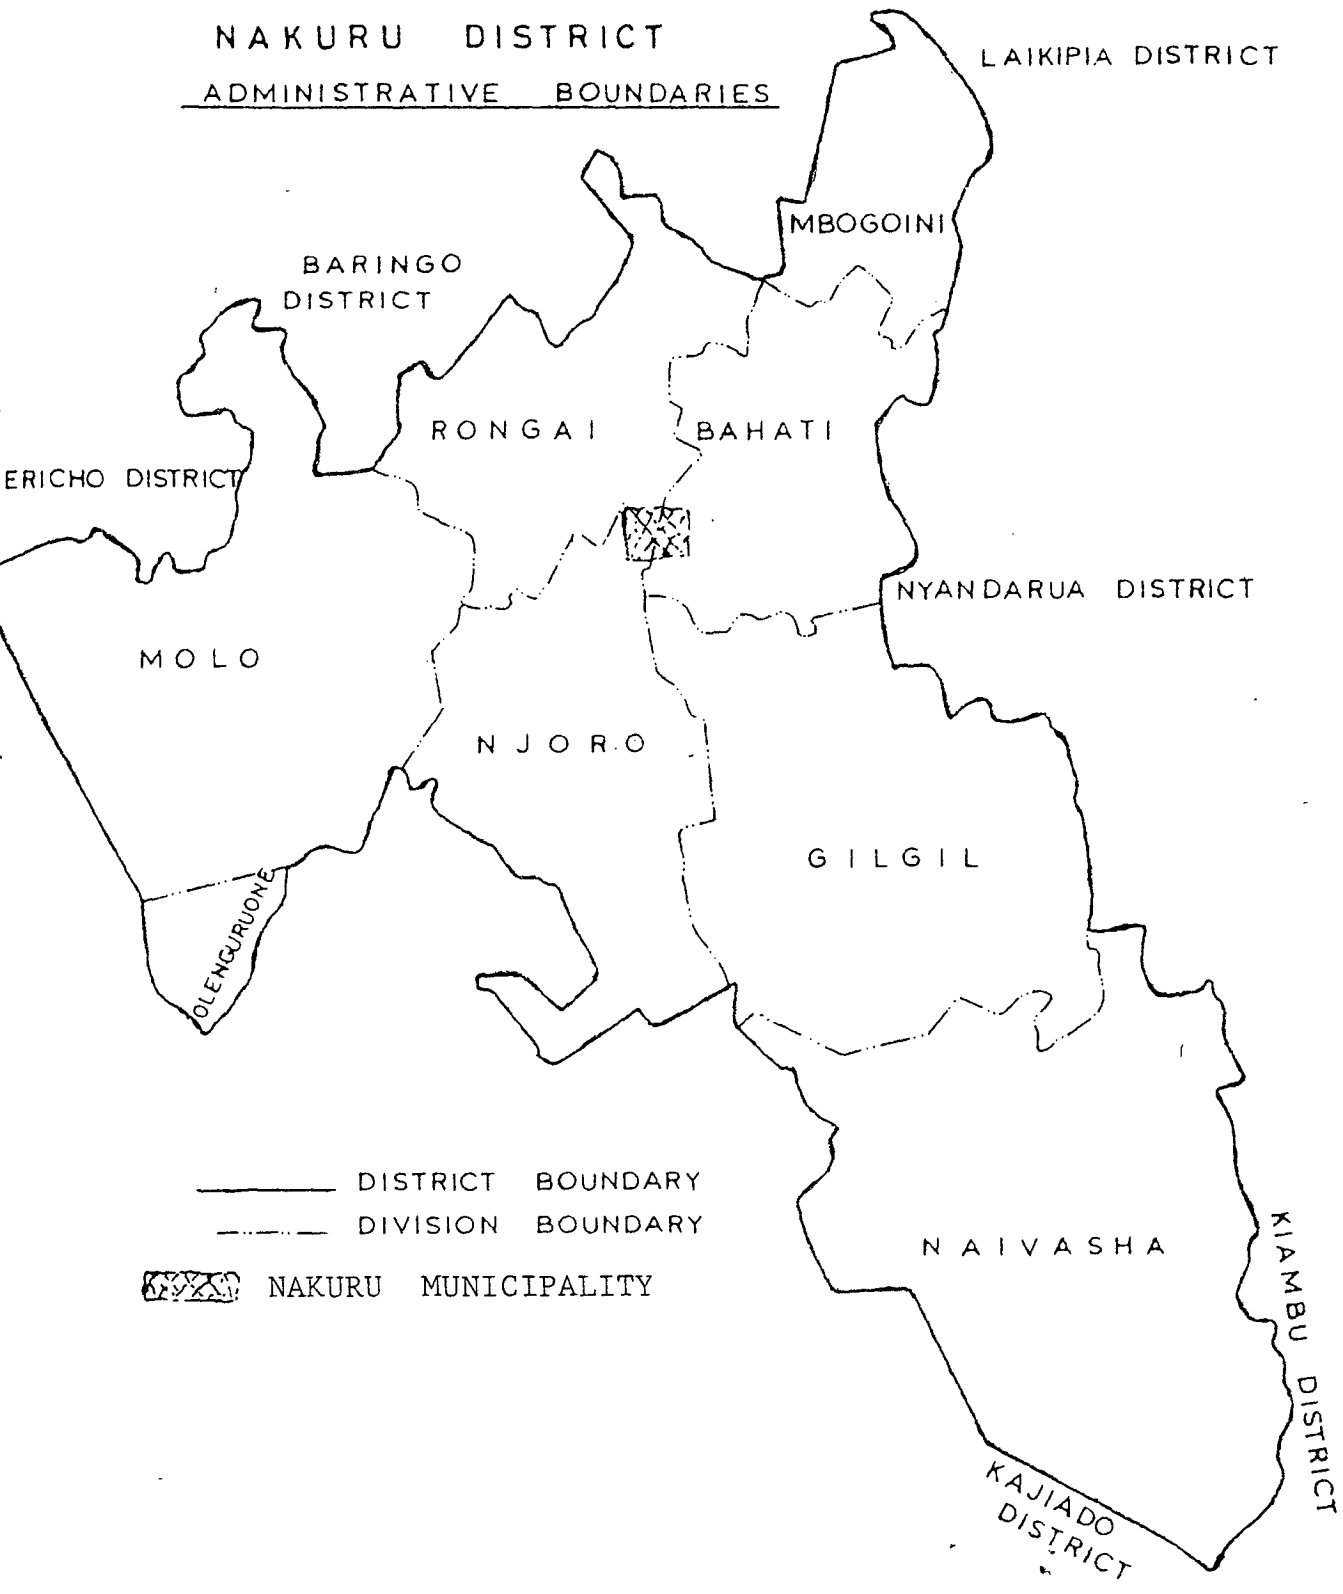 NAKURU DISTRICT
ADMINISTRATIVE BOUNDARIES
LAIKIPIA DISTRICT
MBOGOINI
BARINGO
DISTRICT
RONGAI
BAHATI
ERICHO DISTRICT
NYANDARUA DISTRICT
MOLO
NJORO
GILGIL
OLENGURUONE
DISTRICT BOUNDARY
DIVISION BOUNDARY
NAKURU MUNICIPALITY
NAIVASHA
KIAMBU DISTRICT
KAJIADO
DISTRICT